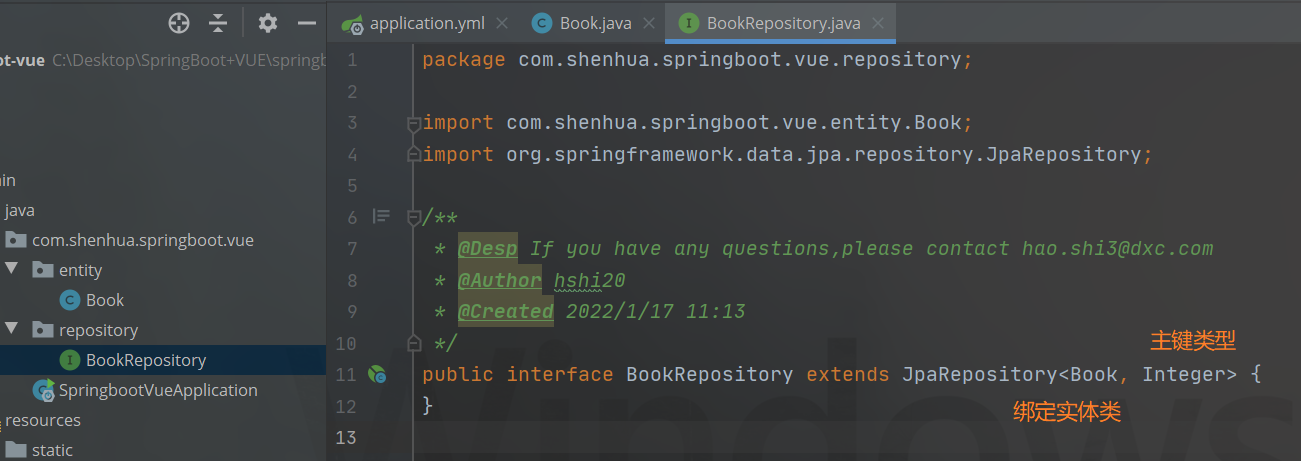 application.yml
Book.java
BookRepository.java
ot-vue C:\Desktop\SpringBoot+VUE\springb
in
java
com.shenhua.springboot.vue
entity
C Book
repository
I BookRepository
SpringbootVueApplication
resources
static
1 package com.shenhua.springboot.vue.repository;
2
3 import com.shenhua.springboot.vue.entity.Book;
4 import org.springframework.data.jpa.repository.JpaRepository;
5
6 /**
7 * @Desp If you have any questions,please contact hao.shi3@dxc.com
8 * @Author hshi20
9 * @Created 2022/1/17 11:13
10 */
主键类型
11 public interface BookRepository extends JpaRepository<Book, Integer> {
12 }
绑定实体类
13
Windows